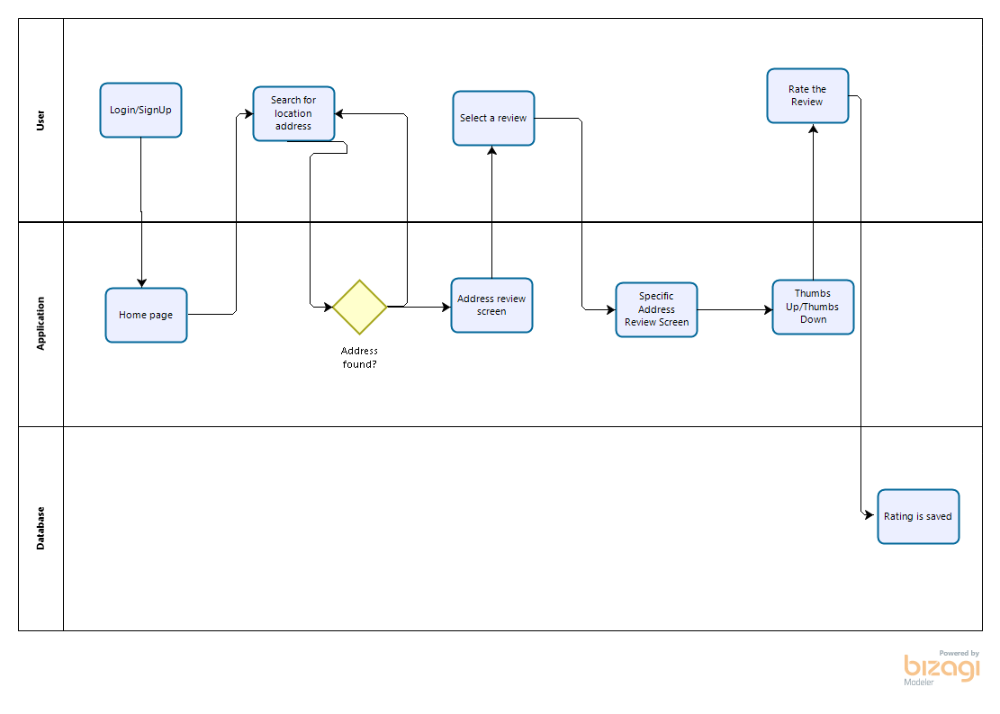 User
Login/SignUp
Search for
location
address
Select a review
Rate the
Review
Application
Home page
Address
found?
Address review
screen
Specific
Address
Review Screen
Thumbs
Up/Thumbs
Down
Database
Rating is saved
Powered by
bizagi
Modeler